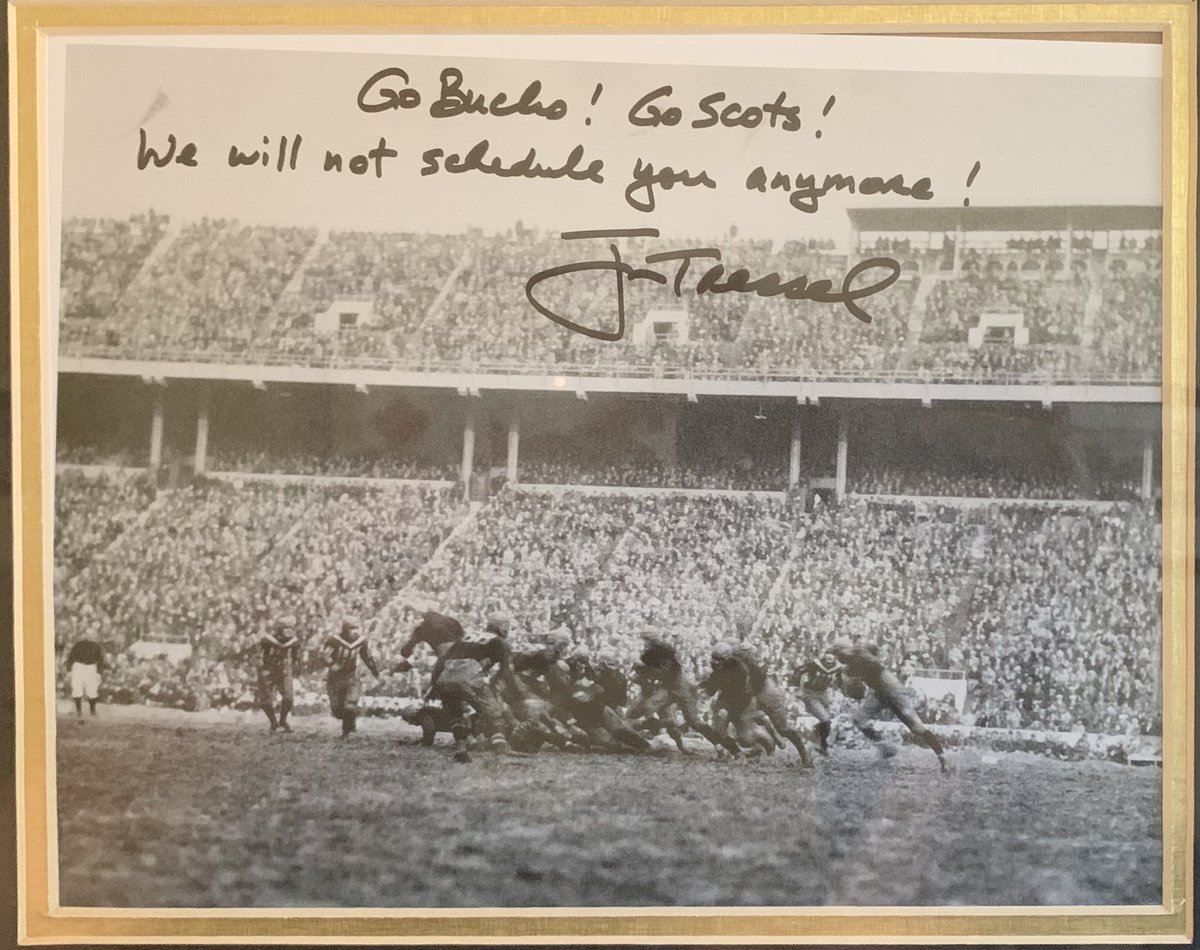 Go Bucks! Go Scots!
We will not schedule you anymore!
Jim Tressel